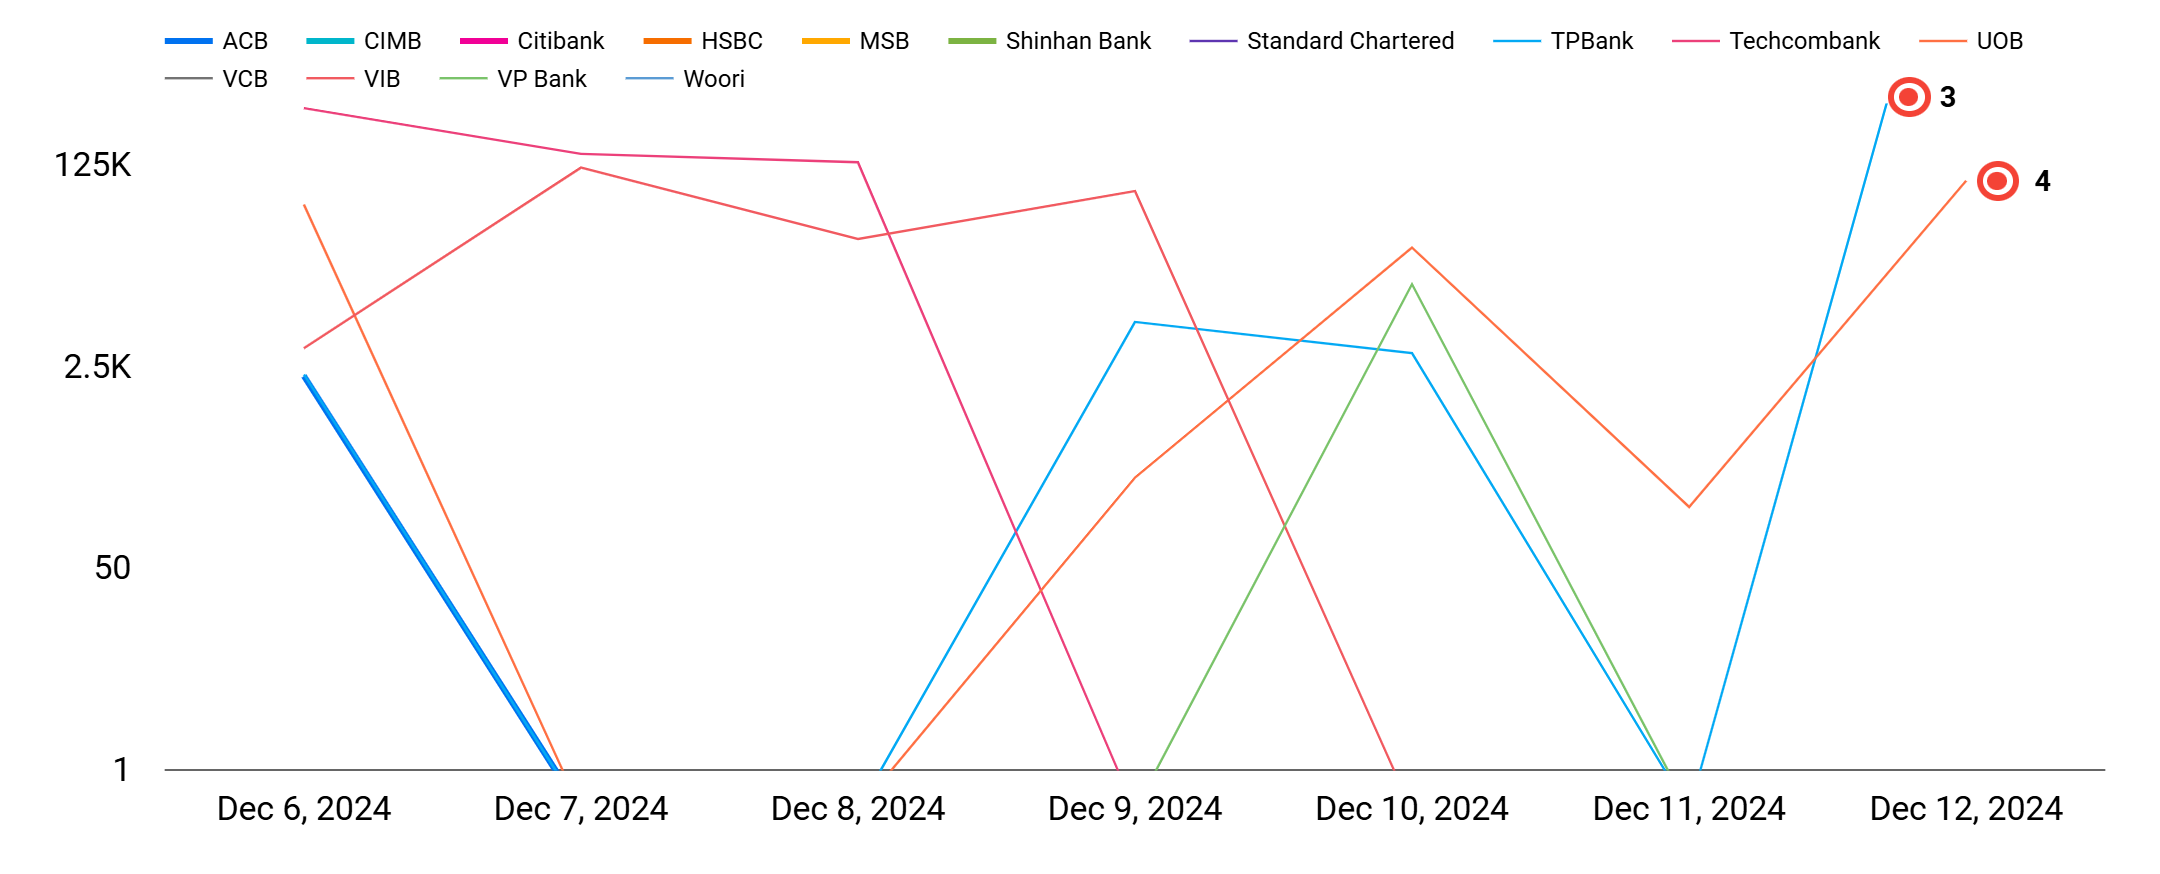 ACB CIMB Citibank HSBC MSB Shinhan Bank Standard Chartered TPBank Techcombank UOB
VCB VIB VP Bank Woori
3
125K
4
2.5K
50
1
Dec 6, 2024 Dec 7, 2024 Dec 8, 2024 Dec 9, 2024 Dec 10, 2024 Dec 11, 2024 Dec 12, 2024